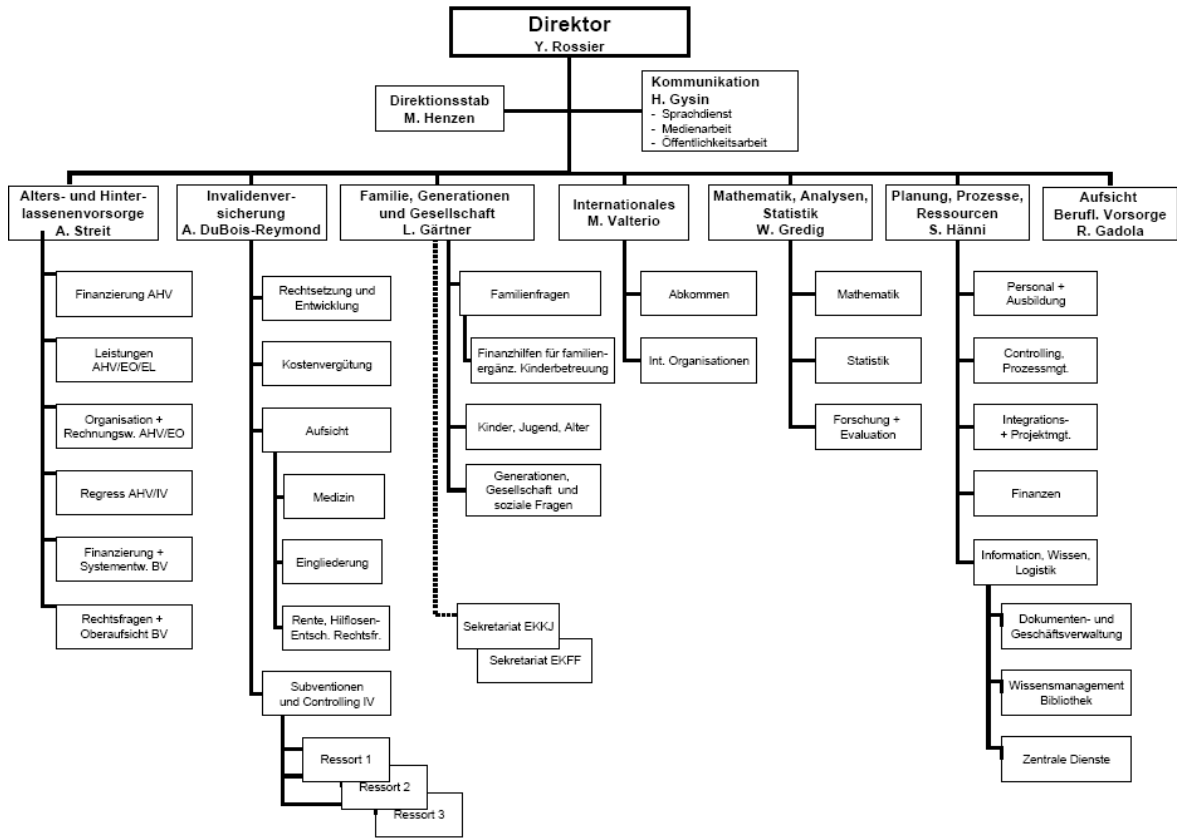 Direktor
Y. Rossier
Direktionsstab
M. Henzen
Kommunikation
H. Gysin
- Sprachdienst
- Medienarbeit
- Öffentlichkeitsarbeit
Alters- und Hinter-
lassenenvorsorge
A. Streit
Invalidenver-
sicherung
A. DuBois-Reymond
Familie, Generationen
und Gesellschaft
L. Gärtner
Internationales
M. Valterio
Mathematik, Analysen,
Statistik
W. Gredig
Planung, Prozesse,
Ressourcen
S. Hänni
Aufsicht
Berufl. Vorsorge
R. Gadola
Finanzierung AHV
Leistungen
AHV/EO/EL
Organisation +
Rechnungsw. AHV/EO
Regress AHV/IV
Finanzierung +
Systementw. BV
Rechtsfragen +
Oberaufsicht BV
Rechtsetzung und
Entwicklung
Kostenvergütung
Aufsicht
Medizin
Eingliederung
Rente, Hilflosen-
Entsch. Rechtsfr.
Subventionen
und Controlling IV
Ressort 1
Ressort 2
Ressort 3
Familienfragen
Finanzhilfen für familien-
ergänz. Kinderbetreuung
Kinder, Jugend, Alter
Generationen,
Gesellschaft und
soziale Fragen
Sekretariat EKKJ
Sekretariat EKFF
Abkommen
Int. Organisationen
Mathematik
Statistik
Forschung +
Evaluation
Personal +
Ausbildung
Controlling,
Prozessmgt.
Integrations-
+ Projektmgt.
Finanzen
Information, Wissen,
Logistik
Dokumenten- und
Geschäftsverwaltung
Wissensmanagement
Bibliothek
Zentrale Dienste